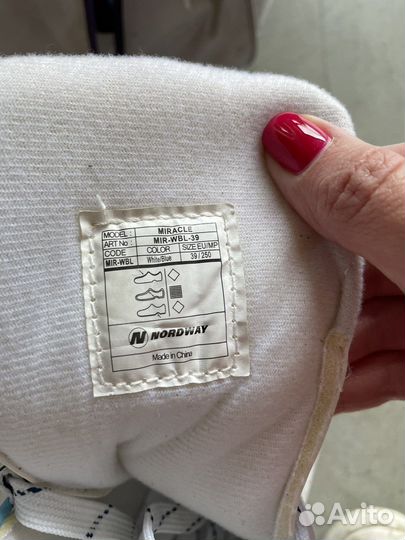 MODEL: MIRACLE
ART No: MIR-WBL-39
CODE COLOR SIZE EU/MP
MIR-WBL White/Blue 39 / 250
N NORDWAY
Made in China
Avito